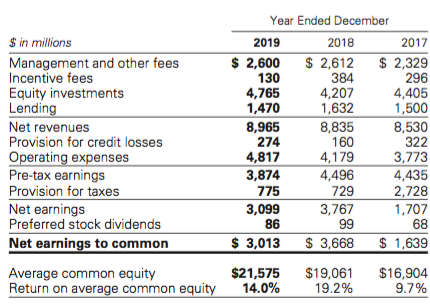 Year Ended December
$ in millions 2019 2018 2017
Management and other fees $ 2,600 $ 2,612 $ 2,329
Incentive fees 130 384 296
Equity investments 4,765 4,207 4,405
Lending 1,470 1,632 1,500
Net revenues 8,965 8,835 8,530
Provision for credit losses 274 160 322
Operating expenses 4,817 4,179 3,773
Pre-tax earnings 3,874 4,496 4,435
Provision for taxes 775 729 2,728
Net earnings 3,099 3,767 1,707
Preferred stock dividends 86 99 68
Net earnings to common $ 3,013 $ 3,668 $ 1,639
Average common equity $21,575 $19,061 $16,904
Return on average common equity 14.0% 19.2% 9.7%